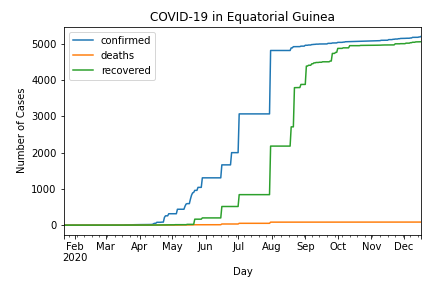 COVID-19 in Equatorial Guinea
confirmed
deaths
recovered
Number of Cases
5000
4000
3000
2000
1000
0
Feb Mar Apr May Jun Jul Aug Sep Oct Nov Dec
2020
Day